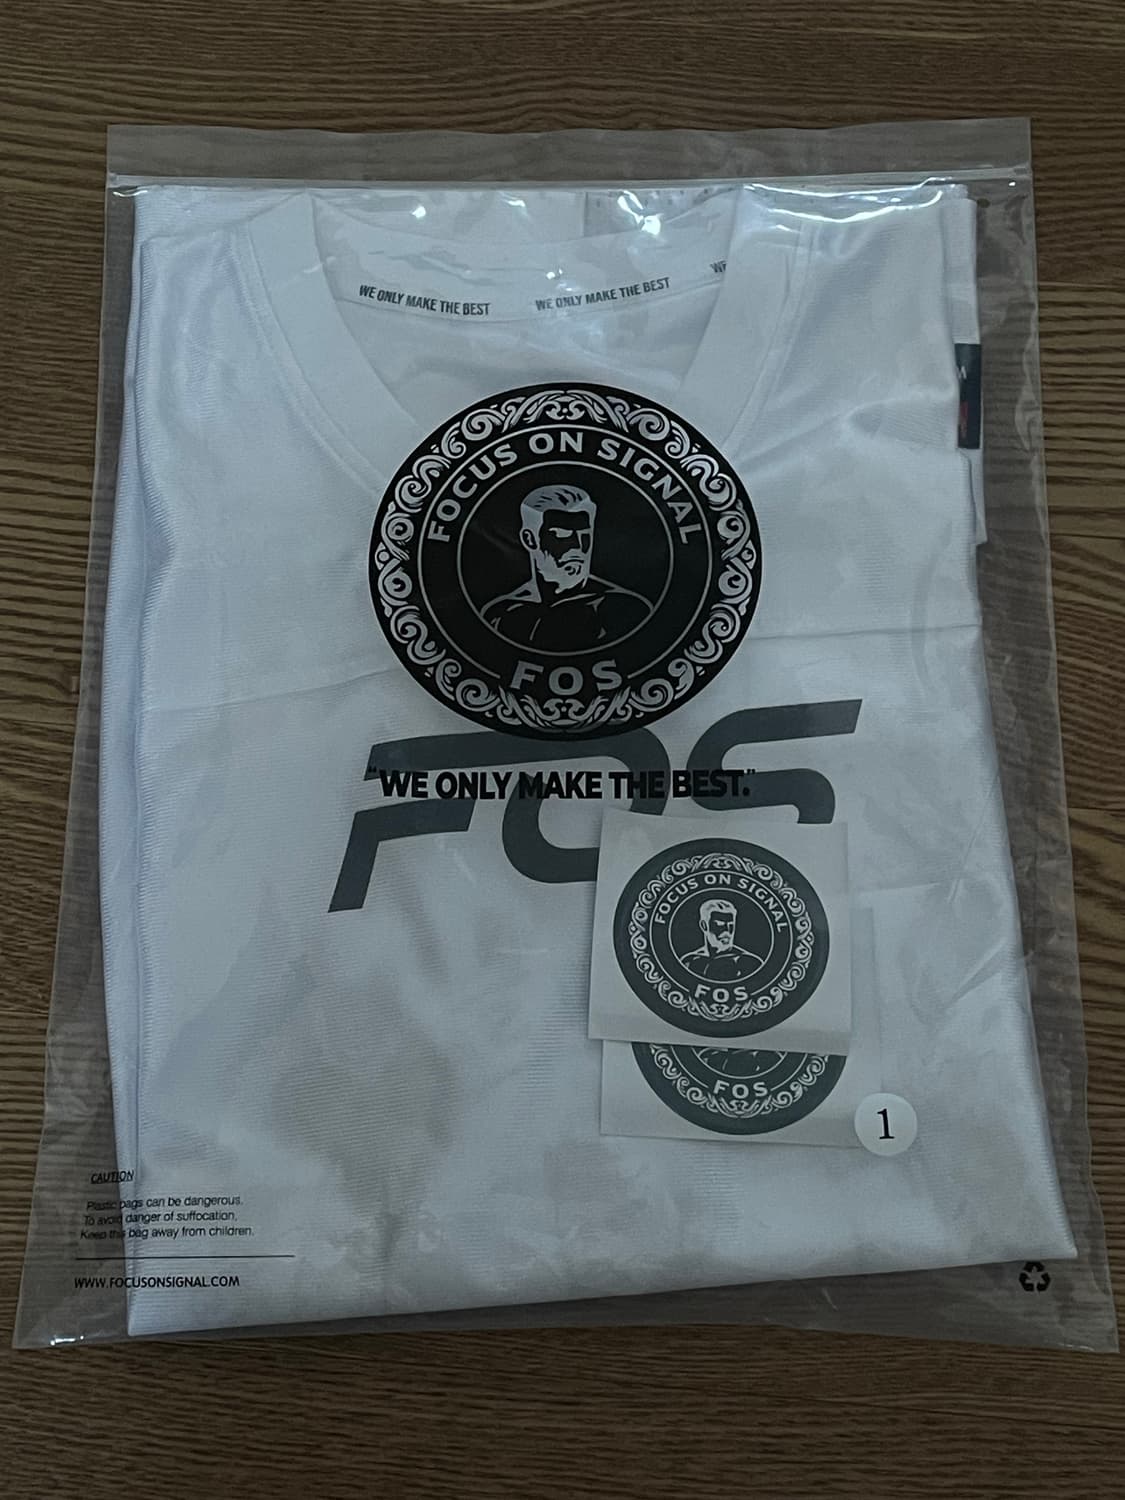 WE ONLY MAKE THE BEST
WE ONLY MAKE THE BEST
WE
FOCUS ON SIGNAL
FOS
FOS
"WE ONLY MAKE THE BEST."
FOCUS ON SIGNAL
FOS
FOS
1
CAUTION
Plastic bags can be dangerous.
To avoid danger of suffocation,
Keep this bag away from children.
WWW.FOCUSONSIGNAL.COM